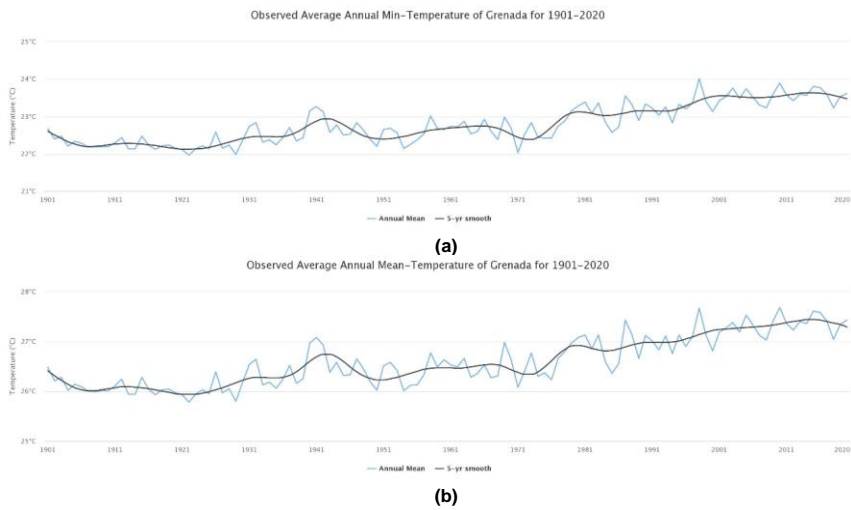 Observed Average Annual Min-Temperature of Grenada for 1901-2020
Temperature (°C)
25°C
24°C
23°C
22°C
21°C
1901 1911 1921 1931 1941 1951 1961 1971 1981 1991 2001 2011 2020
Annual Mean 5-yr smooth
(a)
Observed Average Annual Mean-Temperature of Grenada for 1901-2020
Temperature (°C)
28°C
27°C
26°C
25°C
1901 1911 1921 1931 1941 1951 1961 1971 1981 1991 2001 2011 2020
Annual Mean 5-yr smooth
(b)